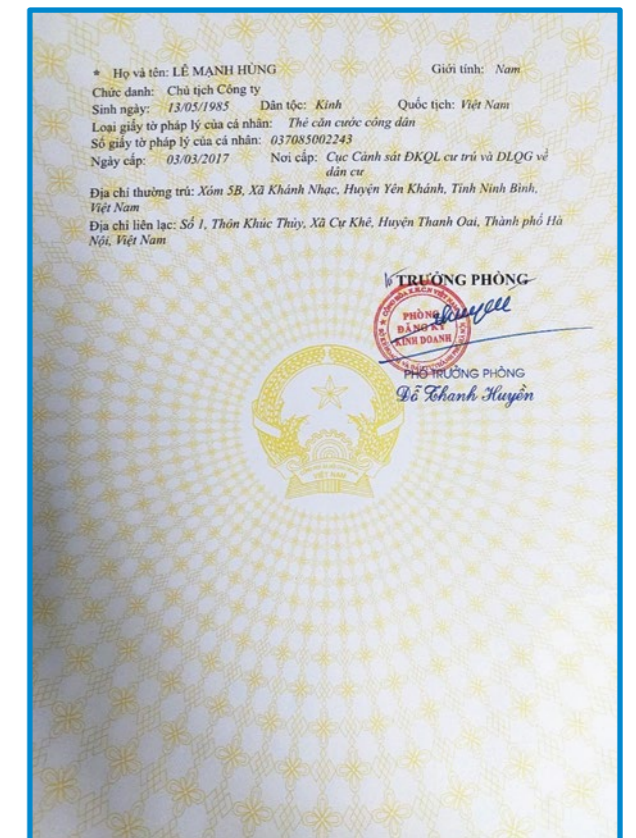 * Họ và tên: LÊ MẠNH HÙNG Giới tính: Nam
Chức danh: Chủ tịch Công ty
Sinh ngày: 13/05/1985 Dân tộc: Kinh Quốc tịch: Việt Nam
Loại giấy tờ pháp lý của cá nhân: Thẻ căn cước công dân
Số giấy tờ pháp lý của cá nhân: 037085002243
Ngày cấp: 03/03/2017 Nơi cấp: Cục Cảnh sát ĐKQL cư trú và DLQG về
dân cư
Địa chỉ thường trú: Xóm 5B, Xã Khánh Nhạc, Huyện Yên Khánh, Tỉnh Ninh Bình,
Việt Nam
Địa chỉ liên lạc: Số 1, Thôn Khúc Thủy, Xã Cự Khê, Huyện Thanh Oai, Thành phố Hà
Nội, Việt Nam
TRƯỞNG PHÒNG
PHÒNG
ĐĂNG KÝ
KINH DOANH
PHÓ TRƯỞNG PHÒNG
Đỗ Thanh Huyền
VIỆT NAM